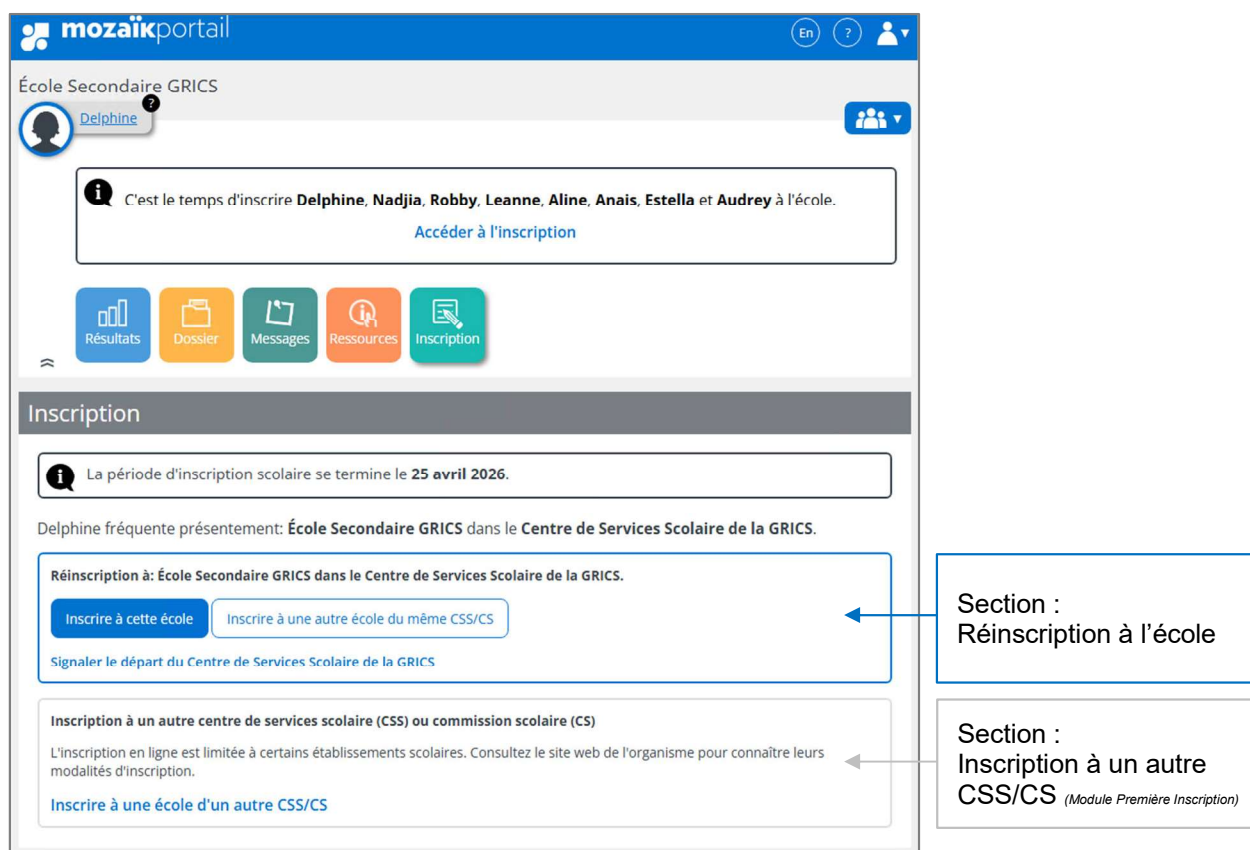 mozaïkportail
En ?
École Secondaire GRICS
Delphine ?
C'est le temps d'inscrire Delphine, Nadjia, Robby, Leanne, Aline, Anais, Estella et Audrey à l'école.
Accéder à l'inscription
Résultats Dossier Messages Ressources Inscription
Inscription
La période d'inscription scolaire se termine le 25 avril 2026.
Delphine fréquente présentement: École Secondaire GRICS dans le Centre de Services Scolaire de la GRICS.
Réinscription à: École Secondaire GRICS dans le Centre de Services Scolaire de la GRICS.
Inscrire à cette école Inscrire à une autre école du même CSS/CS
Signaler le départ du Centre de Services Scolaire de la GRICS
Section :
Réinscription à l’école
Inscription à un autre centre de services scolaire (CSS) ou commission scolaire (CS)
L'inscription en ligne est limitée à certains établissements scolaires. Consultez le site web de l'organisme pour connaître leurs
modalités d'inscription.
Inscrire à une école d'un autre CSS/CS
Section :
Inscription à un autre
CSS/CS (Module Première Inscription)